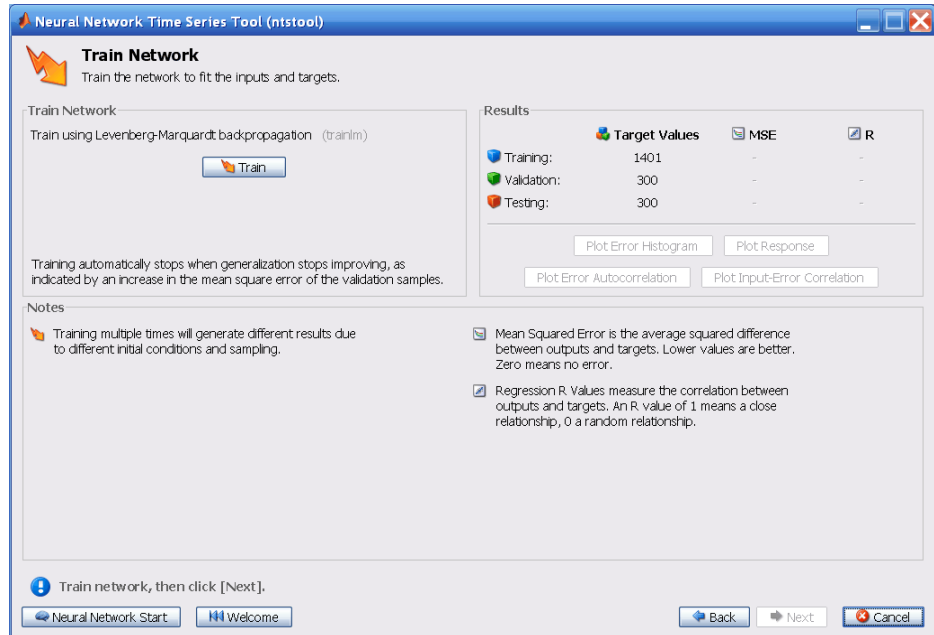 Neural Network Time Series Tool (ntstool)
Train Network
Train the network to fit the inputs and targets.
Train Network
Train using Levenberg-Marquardt backpropagation (trainlm)
Train
Training automatically stops when generalization stops improving, as
indicated by an increase in the mean square error of the validation samples.
Results
Target Values MSE R
Training: 1401 - -
Validation: 300 - -
Testing: 300 - -
Plot Error Histogram Plot Response
Plot Error Autocorrelation Plot Input-Error Correlation
Notes
Training multiple times will generate different results due
to different initial conditions and sampling.
Mean Squared Error is the average squared difference
between outputs and targets. Lower values are better.
Zero means no error.
Regression R Values measure the correlation between
outputs and targets. An R value of 1 means a close
relationship, 0 a random relationship.
Train network, then click [Next].
Neural Network Start Welcome Back Next Cancel